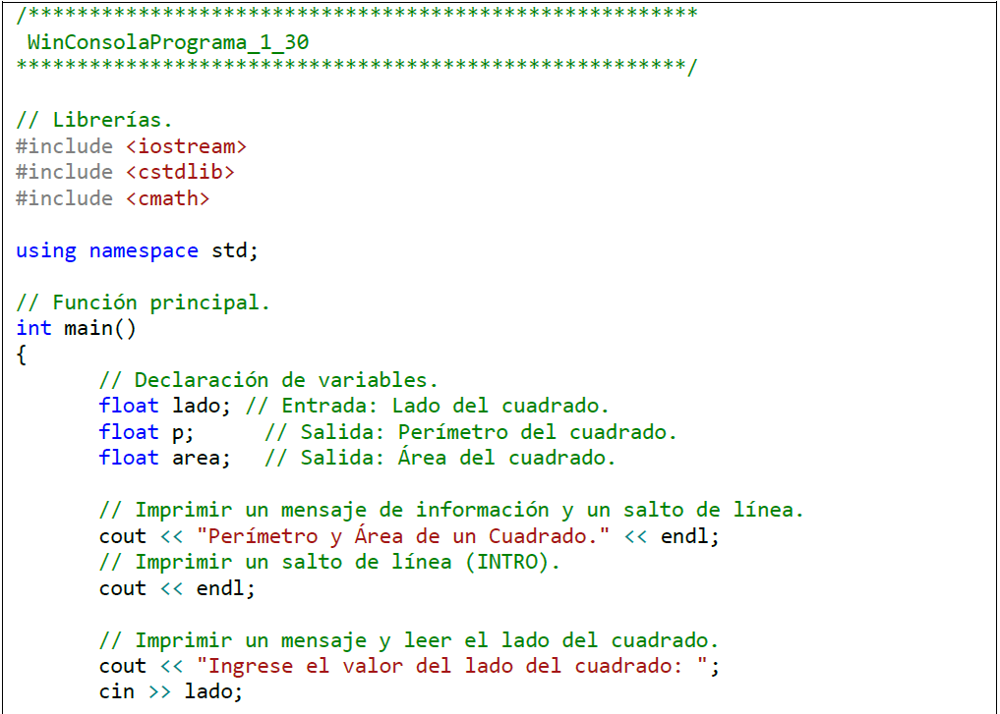 /*******************************************************
 WinConsolaPrograma_1_30
*******************************************************/

// Librerías.
#include <iostream>
#include <cstdlib>
#include <cmath>

using namespace std;

// Función principal.
int main()
{
	// Declaración de variables.
	float lado; // Entrada: Lado del cuadrado.
	float p;      // Salida: Perímetro del cuadrado.
	float area;   // Salida: Área del cuadrado.

	// Imprimir un mensaje de información y un salto de línea.
	cout << "Perímetro y Área de un Cuadrado." << endl;
	// Imprimir un salto de línea (INTRO).
	cout << endl;

	// Imprimir un mensaje y leer el lado del cuadrado.
	cout << "Ingrese el valor del lado del cuadrado: ";
	cin >> lado;